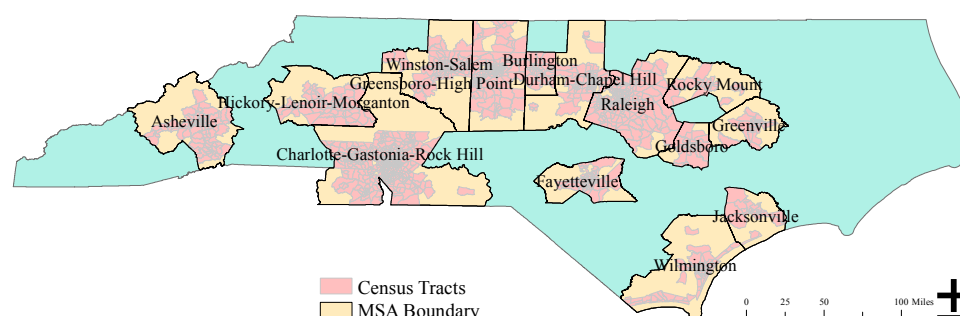 Burlington
Winston-Salem
Durham-Chapel Hill
Greensboro-High Point
Rocky Mount
Hickory-Lenoir-Morganton
Raleigh
Asheville
Greenville
Goldsboro
Charlotte-Gastonia-Rock Hill
Fayetteville
Jacksonville
Wilmington
Census Tracts
MSA Boundary
0 25 50 100 Miles